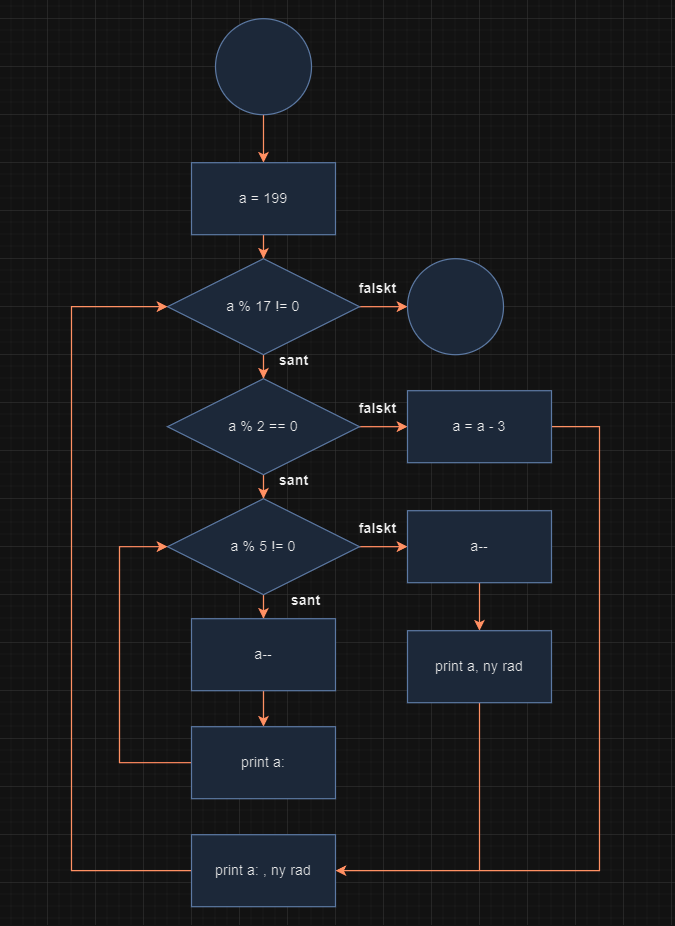 a = 199
a % 17 != 0
falskt
sant
a % 2 == 0
falskt
a = a - 3
sant
a % 5 != 0
falskt
a--
sant
a--
print a, ny rad
print a:
print a: , ny rad